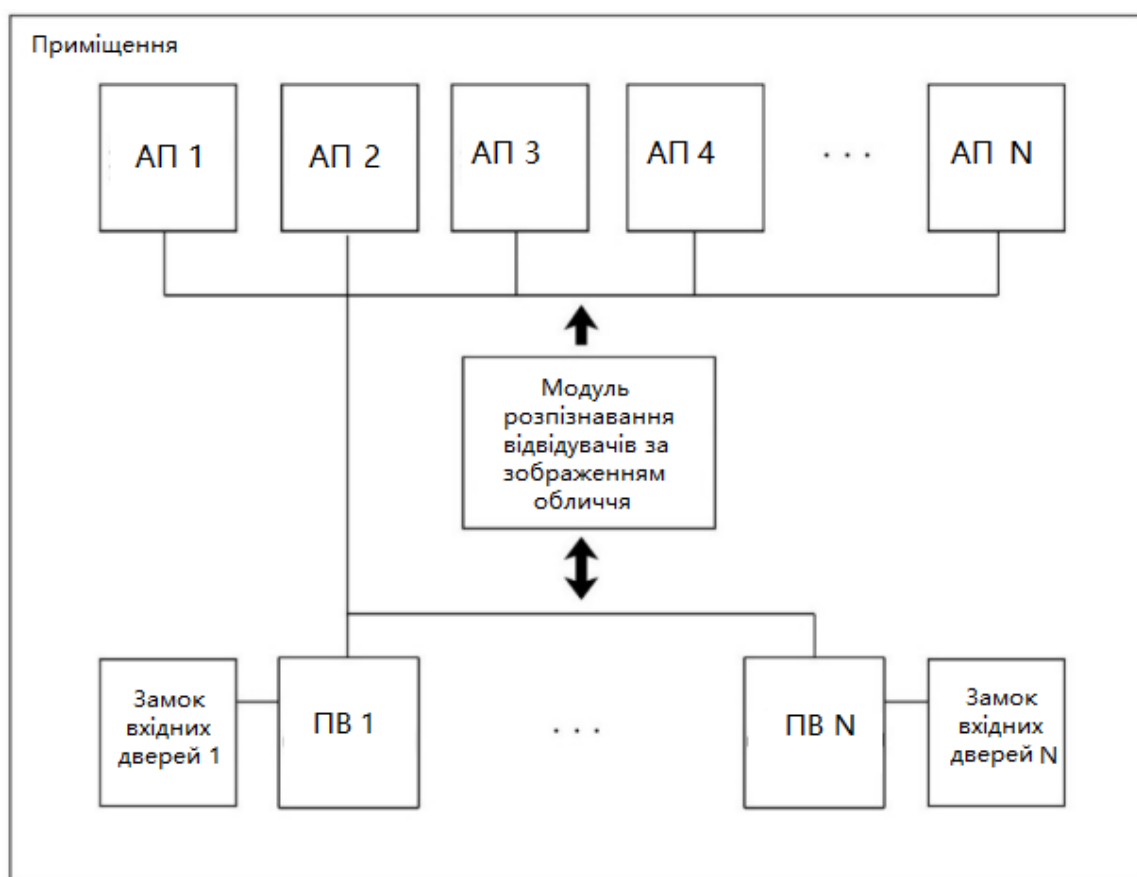 Приміщення
АП 1
АП 2
АП 3
АП 4
. . .
АП N
Модуль
розпізнавання
відвідувачів за
зображенням
обличчя
Замок
вхідних
дверей 1
ПВ 1
. . .
ПВ N
Замок
вхідних
дверей N